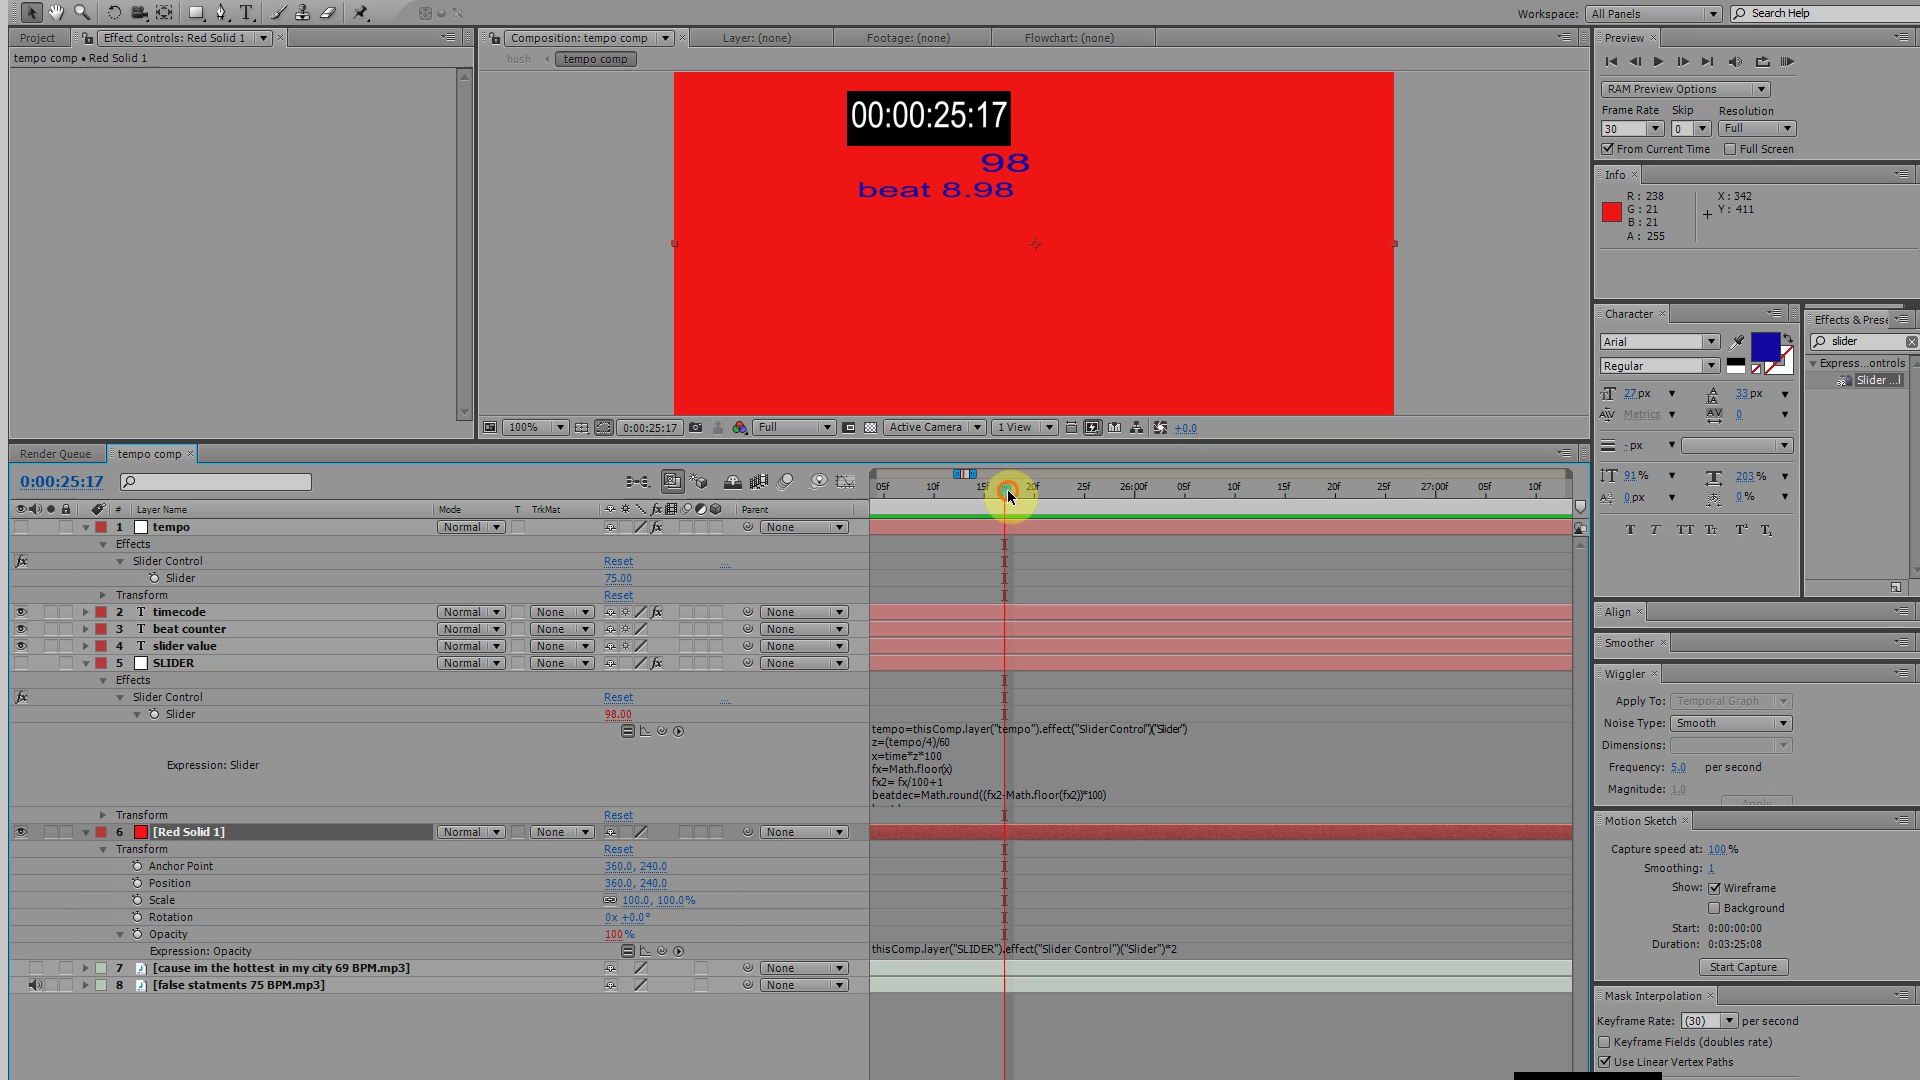 Workspace: All Panels Search Help
Project Effect Controls: Red Solid 1 Composition: tempo comp Layer: (none) Footage: (none) Flowchart: (none) Preview
tempo comp • Red Solid 1 hush tempo comp
RAM Preview Options
Frame Rate Skip Resolution
30 0 Full
From Current Time Full Screen
00:00:25:17
98
beat 8.98
Info
R : 238 X : 342
G : 21 Y : 411
B : 21
A : 255
Character Effects & Prese
Arial slider
Regular Express...ontrols
Slider ...l
27 px 33 px
Metrics 0
- px
91 % 203 %
0 px 0 %
T T TT Tr T¹ T₁
100% 0:00:25:17 Full Active Camera 1 View +0.0
Render Queue tempo comp
0:00:25:17
05f 10f 15f 20f 25f 26:00f 05f 10f 15f 20f 25f 27:00f 05f 10f
# Layer Name Mode T TrkMat Parent
1 tempo Normal None
Effects
Slider Control Reset ....
Slider 75.00
Transform Reset
2 T timecode Normal None None
3 T beat counter Normal None None
4 T slider value Normal None None
5 SLIDER Normal None None
Effects
Slider Control Reset ....
Slider 98.00
Expression: Slider
tempo=thisComp.layer("tempo").effect("Slider Control")("Slider")
z=(tempo/4)/60
x=time*z*100
fx=Math.floor(x)
fx2= fx/100+1
beatdec=Math.round((fx2-Math.floor(fx2))*100)
Transform Reset
6 [Red Solid 1] Normal None None
Transform Reset
Anchor Point 360.0, 240.0
Position 360.0, 240.0
Scale 100.0, 100.0%
Rotation 0x +0.0°
Opacity 100%
Expression: Opacity thisComp.layer("SLIDER").effect("Slider Control")("Slider")*2
7 [cause im the hottest in my city 69 BPM.mp3] None
8 [false statments 75 BPM.mp3] None
Align
Smoother
Wiggler
Apply To: Temporal Graph
Noise Type: Smooth
Dimensions:
Frequency: 5.0 per second
Magnitude: 1.0
Apply
Motion Sketch
Capture speed at: 100 %
Smoothing: 1
Show: Wireframe
Background
Start: 0:00:00:00
Duration: 0:03:25:08
Start Capture
Mask Interpolation
Keyframe Rate: (30) per second
Keyframe Fields (doubles rate)
Use Linear Vertex Paths